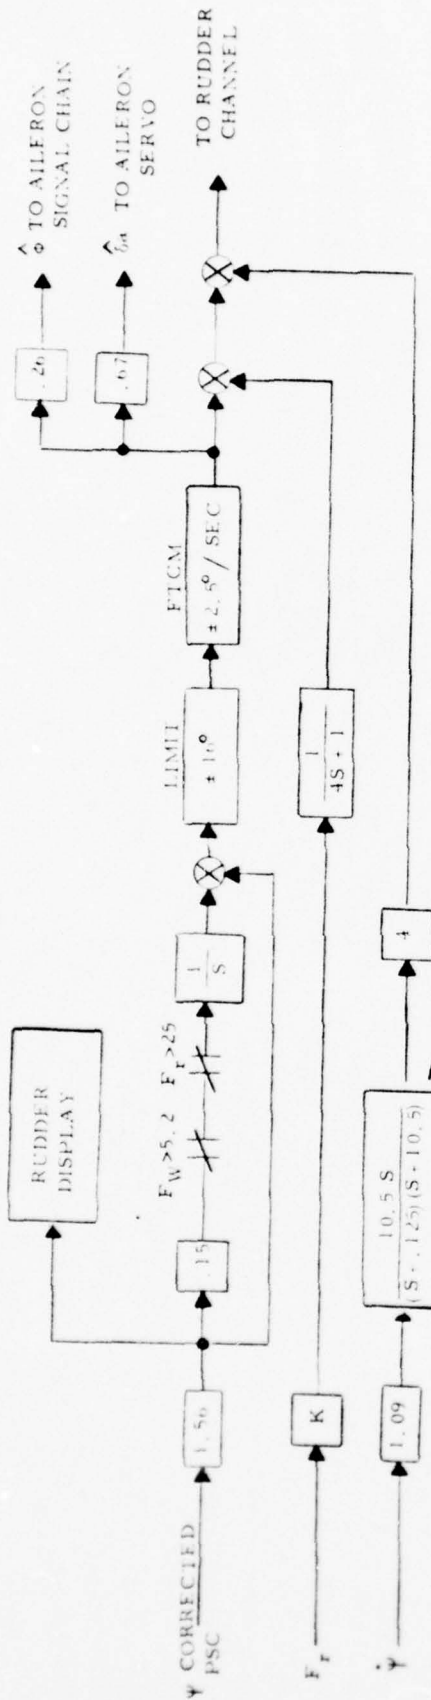 RUDDER
DISPLAY
Ψ CORRECTED
PSC
1.56
.15
F_W>5.2
F_r>25
1
S
LIMIT
± 10°
FTCM
± 2.5° / SEC
.26
.67
Φ̂ TO AILERON
SIGNAL CHAIN
δ̂a TO AILERON
SERVO
TO RUDDER
CHANNEL
F_r
K
1
4S + 1
Ψ̇
1.09
10.5 S
(S + .125) (S + 10.5)
4